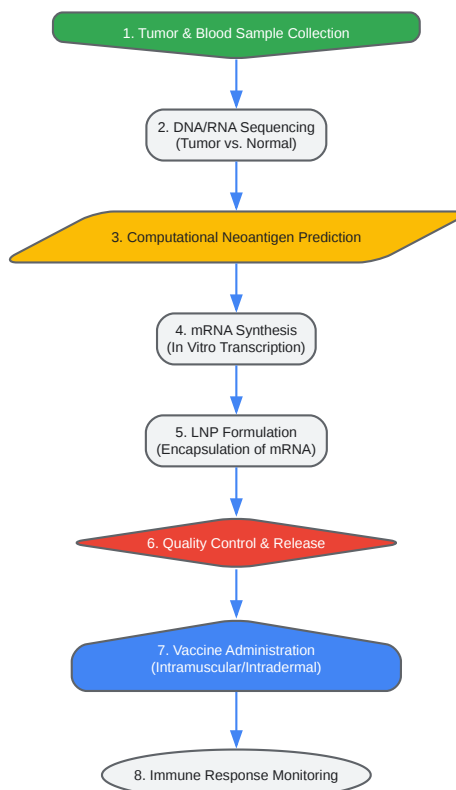 1. Tumor & Blood Sample Collection
2. DNA/RNA Sequencing
(Tumor vs. Normal)
3. Computational Neoantigen Prediction
4. mRNA Synthesis
(In Vitro Transcription)
5. LNP Formulation
(Encapsulation of mRNA)
6. Quality Control & Release
7. Vaccine Administration
(Intramuscular/Intradermal)
8. Immune Response Monitoring